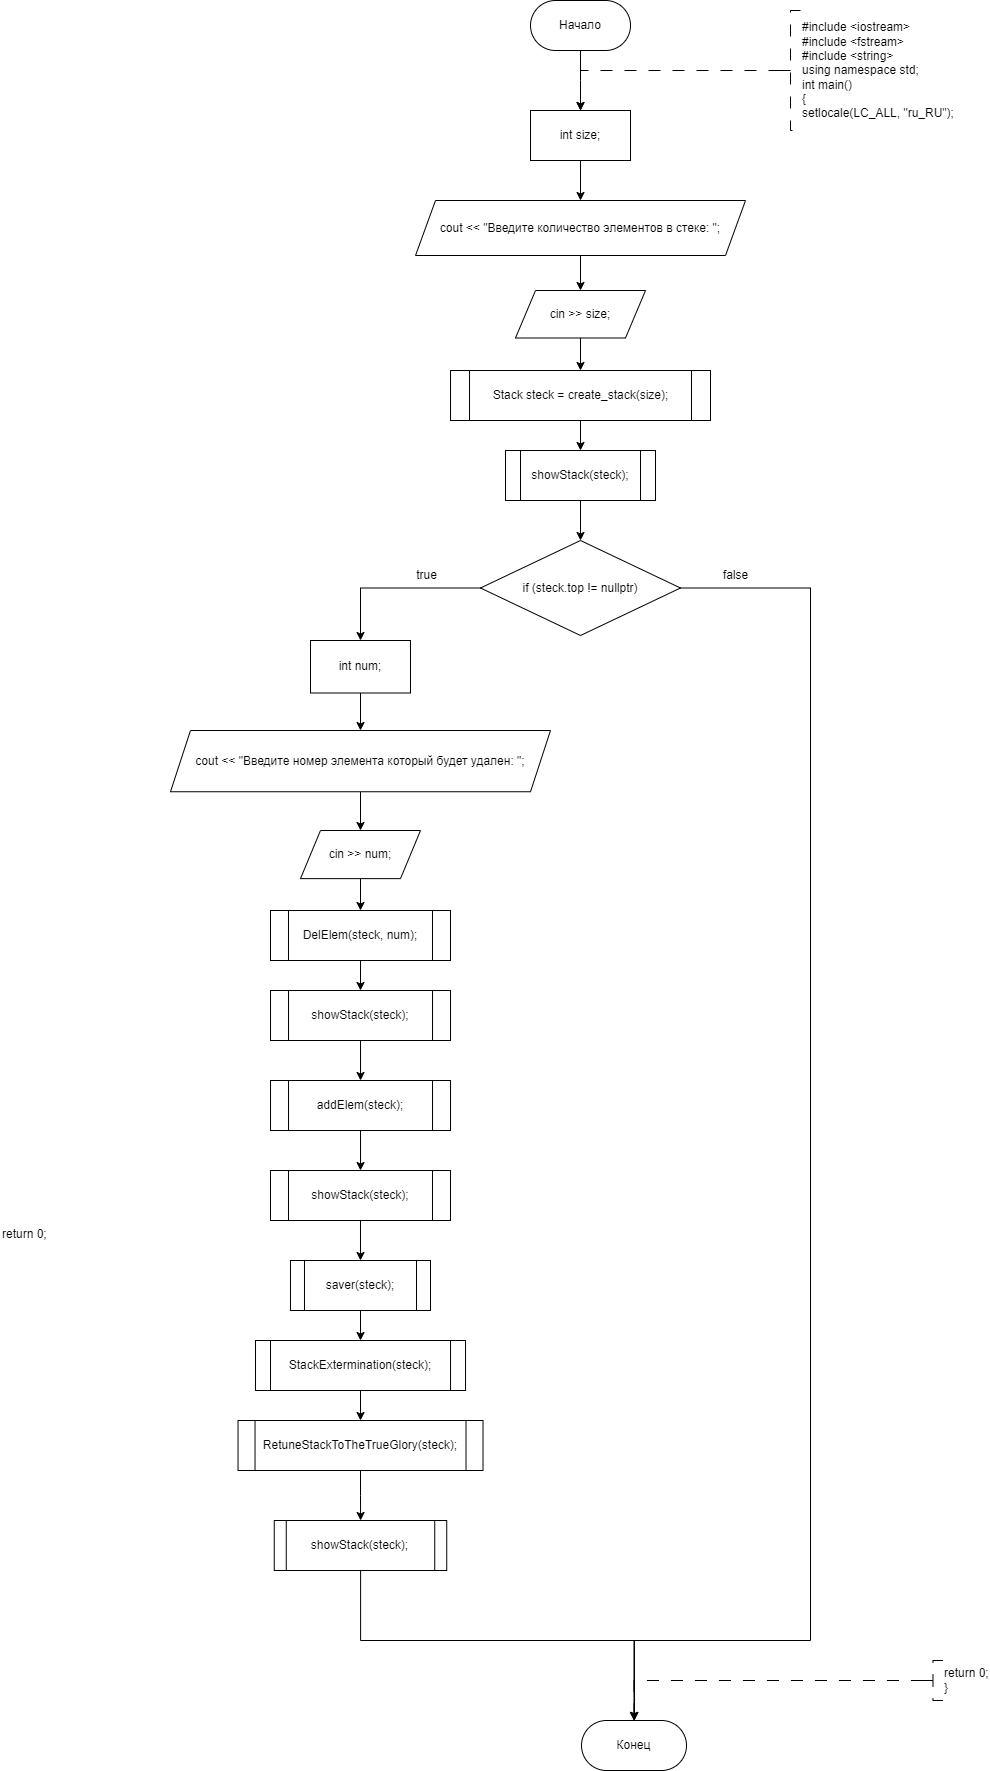 Начало
#include <iostream>
#include <fstream>
#include <string>
using namespace std;
int main()
{
setlocale(LC_ALL, "ru_RU");
int size;
cout << "Введите количество элементов в стеке: ";
cin >> size;
Stack steck = create_stack(size);
showStack(steck);
if (steck.top != nullptr)
true
false
int num;
cout << "Введите номер элемента который будет удален: ";
cin >> num;
DelElem(steck, num);
showStack(steck);
addElem(steck);
showStack(steck);
return 0;
saver(steck);
StackExtermination(steck);
RetuneStackToTheTrueGlory(steck);
showStack(steck);
return 0;
}
Конец